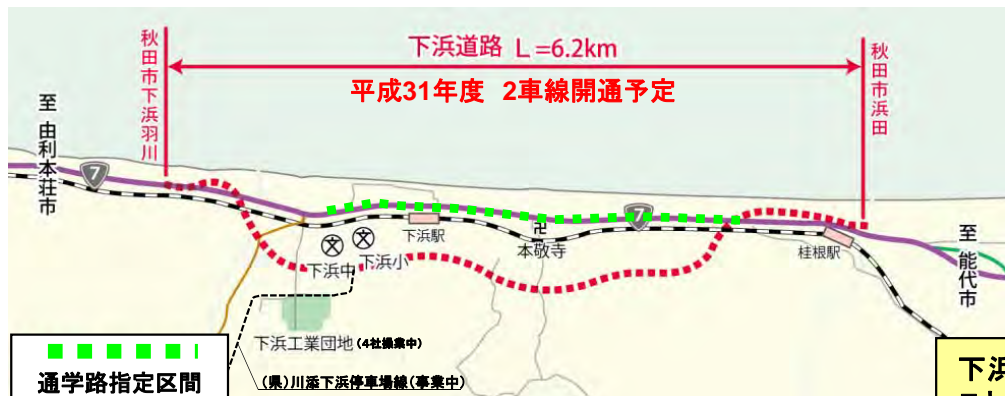 下浜道路 L=6.2km
平成31年度 2車線開通予定
秋田市下浜羽川
秋田市浜田
至 由利本荘市
7
7
至 能代市
下浜駅
卍
本敬寺
桂根駅
文
文
下浜中
下浜小
下浜工業団地(4社操業中)
(県)川添下浜停車場線(事業中)
通学路指定区間
下浜